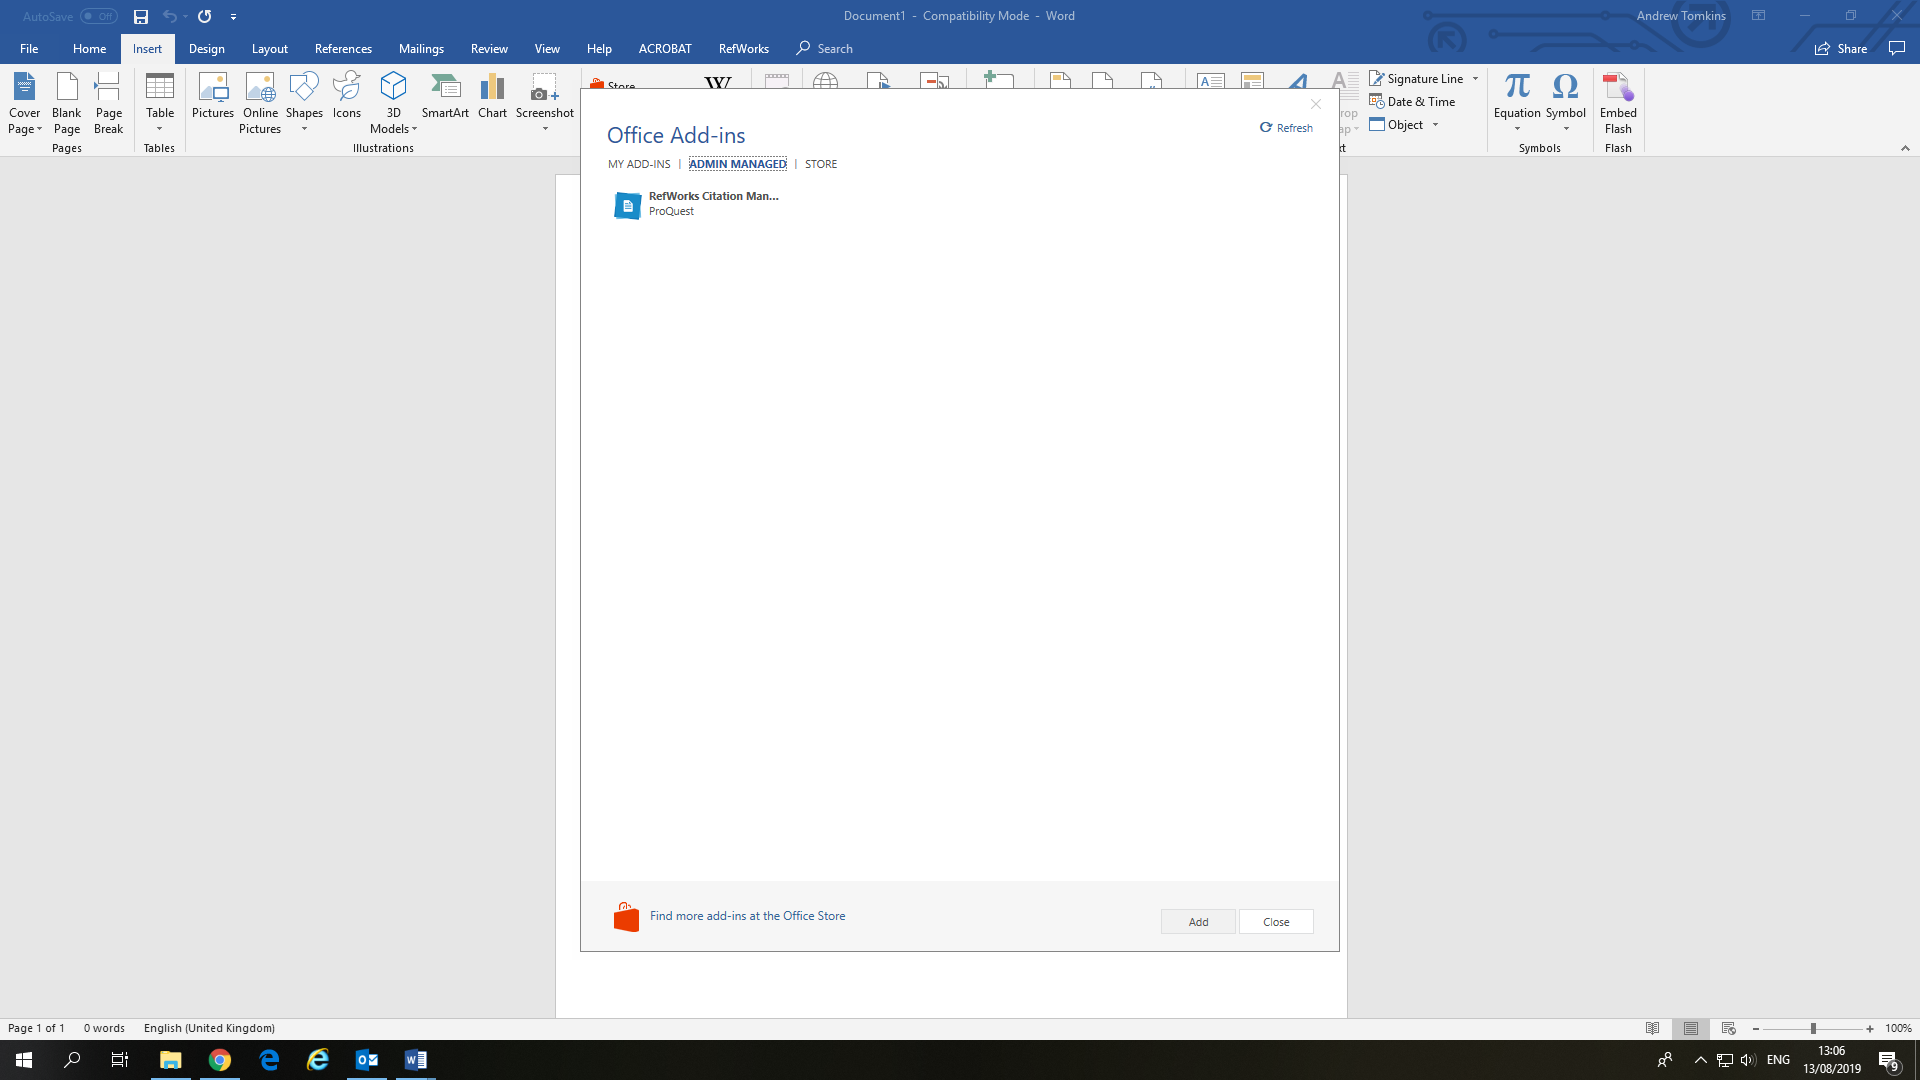 AutoSave Off
Document1 - Compatibility Mode - Word
Andrew Tomkins
File Home Insert Design Layout References Mailings Review View Help ACROBAT RefWorks Search
Share
Cover Page
Blank Page
Page Break
Pages
Table
Tables
Pictures
Online Pictures
Shapes
Icons
3D Models
SmartArt
Chart
Screenshot
Illustrations
Store
W
Signature Line
Date & Time
Object
Equation
Symbol
Symbols
Embed Flash
Flash
Office Add-ins
Refresh
MY ADD-INS | ADMIN MANAGED | STORE
RefWorks Citation Man...
ProQuest
Find more add-ins at the Office Store
Add
Close
Page 1 of 1 0 words English (United Kingdom)
100%
ENG
13:06
13/08/2019
9